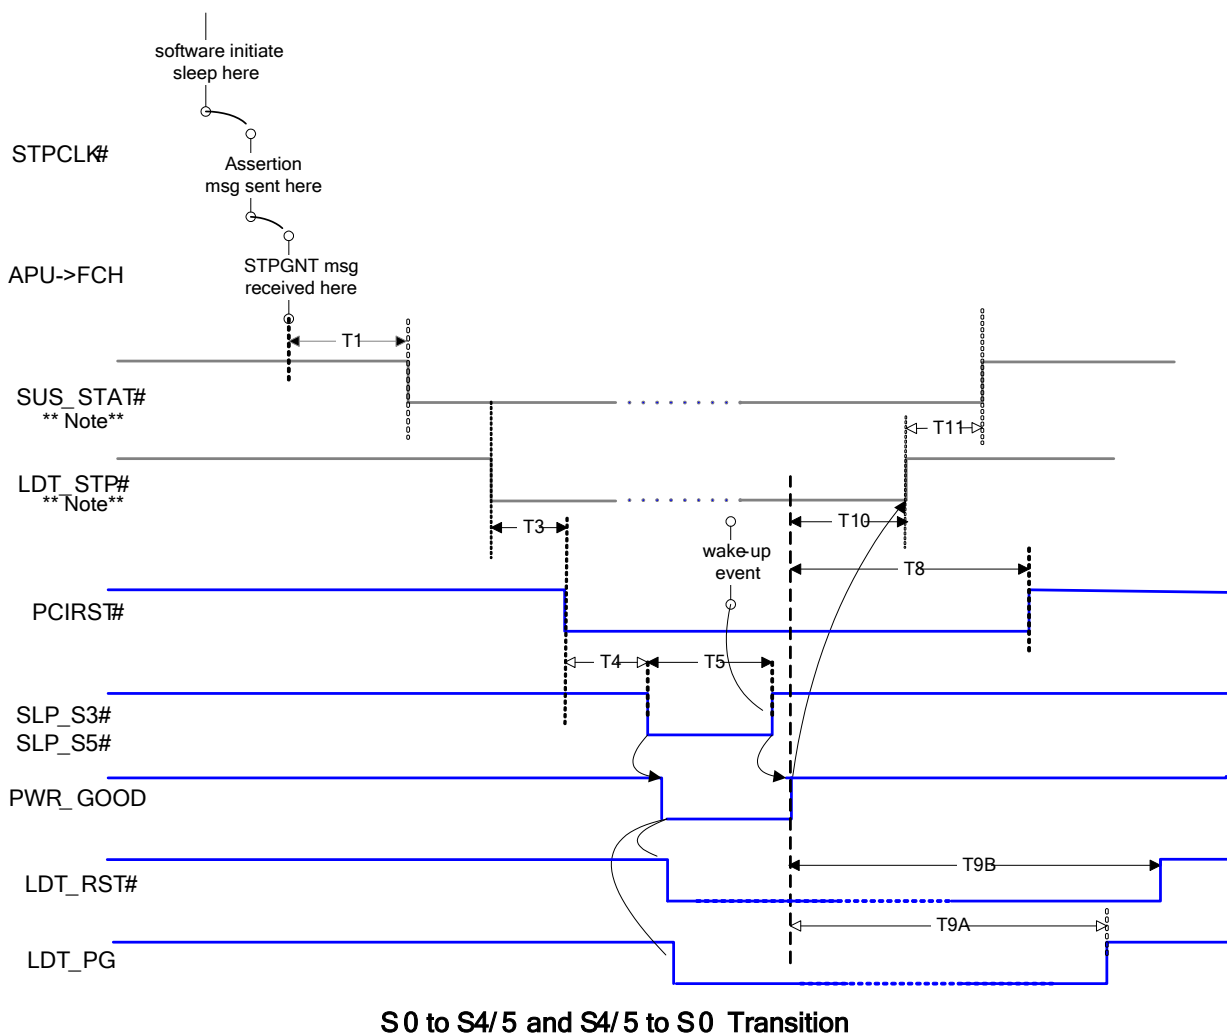 software initiate
sleep here
STPCLK#
Assertion
msg sent here
APU->FCH
STPGNT msg
received here
T1
SUS_STAT#
** Note**
T11
LDT_STP#
** Note**
T3
T10
wake-up
event
T8
PCIRST#
T4
T5
SLP_S3#
SLP_S5#
PWR_GOOD
T9B
LDT_RST#
T9A
LDT_PG
S0 to S4/5 and S4/5 to S0 Transition